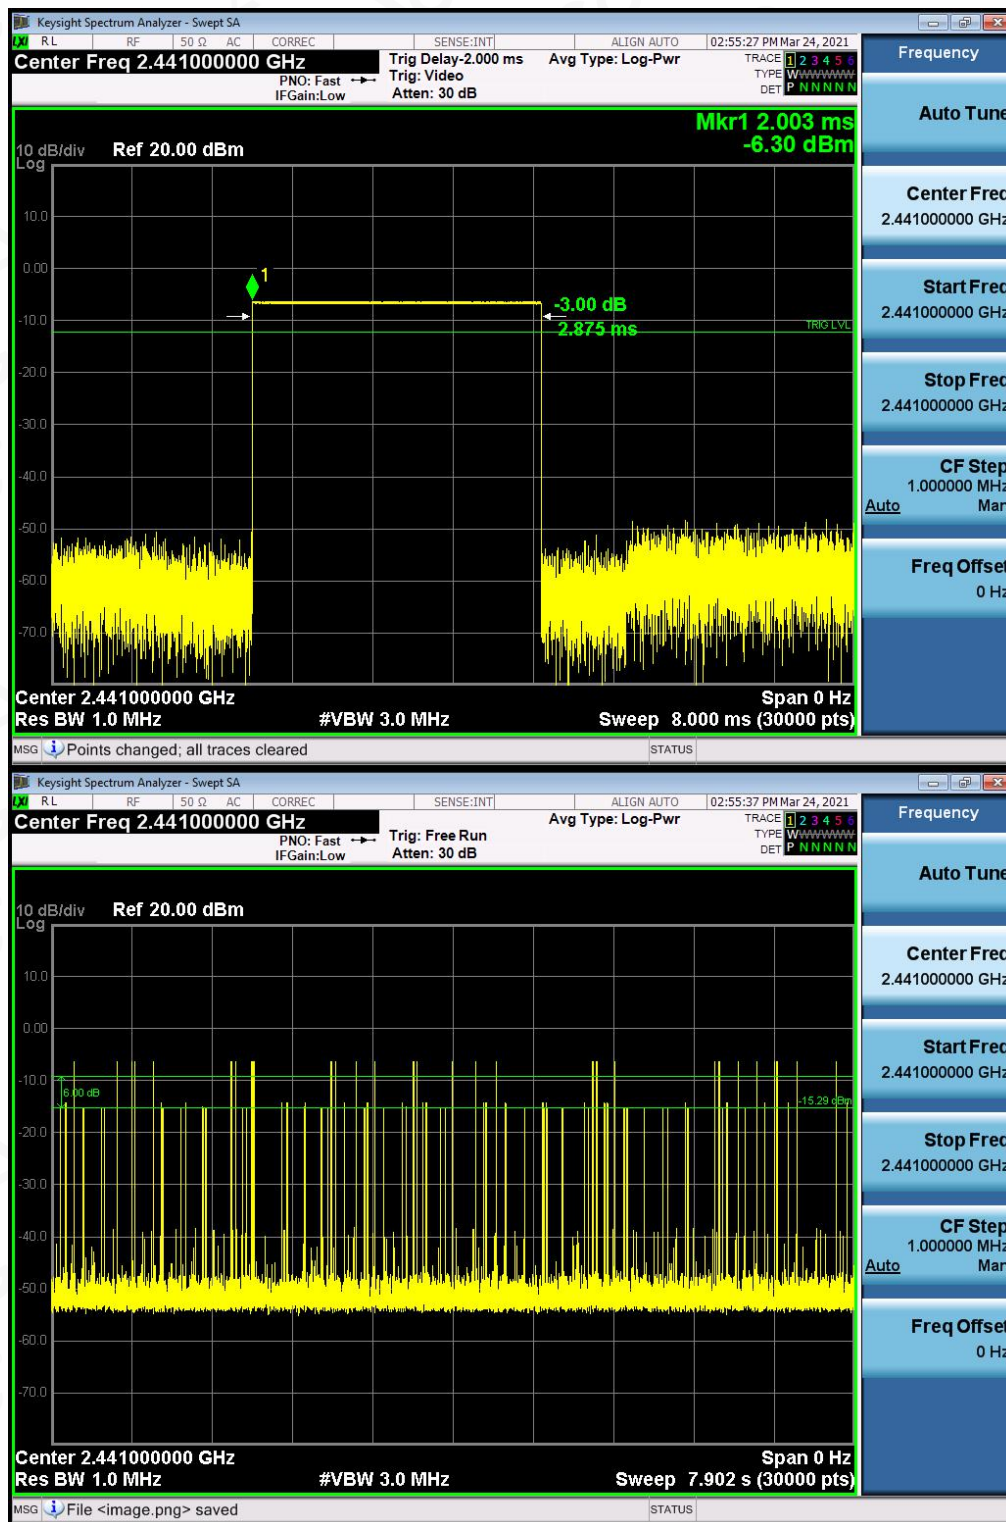 Keysight Spectrum Analyzer - Swept SA
LXI RL RF 50 Ω AC CORREC SENSE:INT ALIGN AUTO 02:55:27 PM Mar 24, 2021
Center Freq 2.441000000 GHz
PNO: Fast
IFGain:Low
Trig Delay-2.000 ms
Trig: Video
Atten: 30 dB
Avg Type: Log-Pwr
TRACE 1 2 3 4 5 6
TYPE WWWWWWW
DET P N N N N N
Mkr1 2.003 ms
-6.30 dBm
10 dB/div
Log
Ref 20.00 dBm
10.0
0.00
-10.0
-20.0
-30.0
-40.0
-50.0
-60.0
-70.0
1
-3.00 dB
2.875 ms
TRIG LVL
Center 2.441000000 GHz
Span 0 Hz
Res BW 1.0 MHz
#VBW 3.0 MHz
Sweep 8.000 ms (30000 pts)
MSG Points changed; all traces cleared
STATUS
Frequency
Auto Tune
Center Freq
2.441000000 GHz
Start Freq
2.441000000 GHz
Stop Freq
2.441000000 GHz
CF Step
1.000000 MHz
Auto Man
Freq Offset
0 Hz
Keysight Spectrum Analyzer - Swept SA
LXI RL RF 50 Ω AC CORREC SENSE:INT ALIGN AUTO 02:55:37 PM Mar 24, 2021
Center Freq 2.441000000 GHz
PNO: Fast
IFGain:Low
Trig: Free Run
Atten: 30 dB
Avg Type: Log-Pwr
TRACE 1 2 3 4 5 6
TYPE WWWWWWW
DET P N N N N N
10 dB/div
Log
Ref 20.00 dBm
10.0
0.00
-10.0
-20.0
-30.0
-40.0
-50.0
-60.0
-70.0
6.00 dB
-15.29 dBm
Center 2.441000000 GHz
Span 0 Hz
Res BW 1.0 MHz
#VBW 3.0 MHz
Sweep 7.902 s (30000 pts)
MSG File <image.png> saved
STATUS
Frequency
Auto Tune
Center Freq
2.441000000 GHz
Start Freq
2.441000000 GHz
Stop Freq
2.441000000 GHz
CF Step
1.000000 MHz
Auto Man
Freq Offset
0 Hz